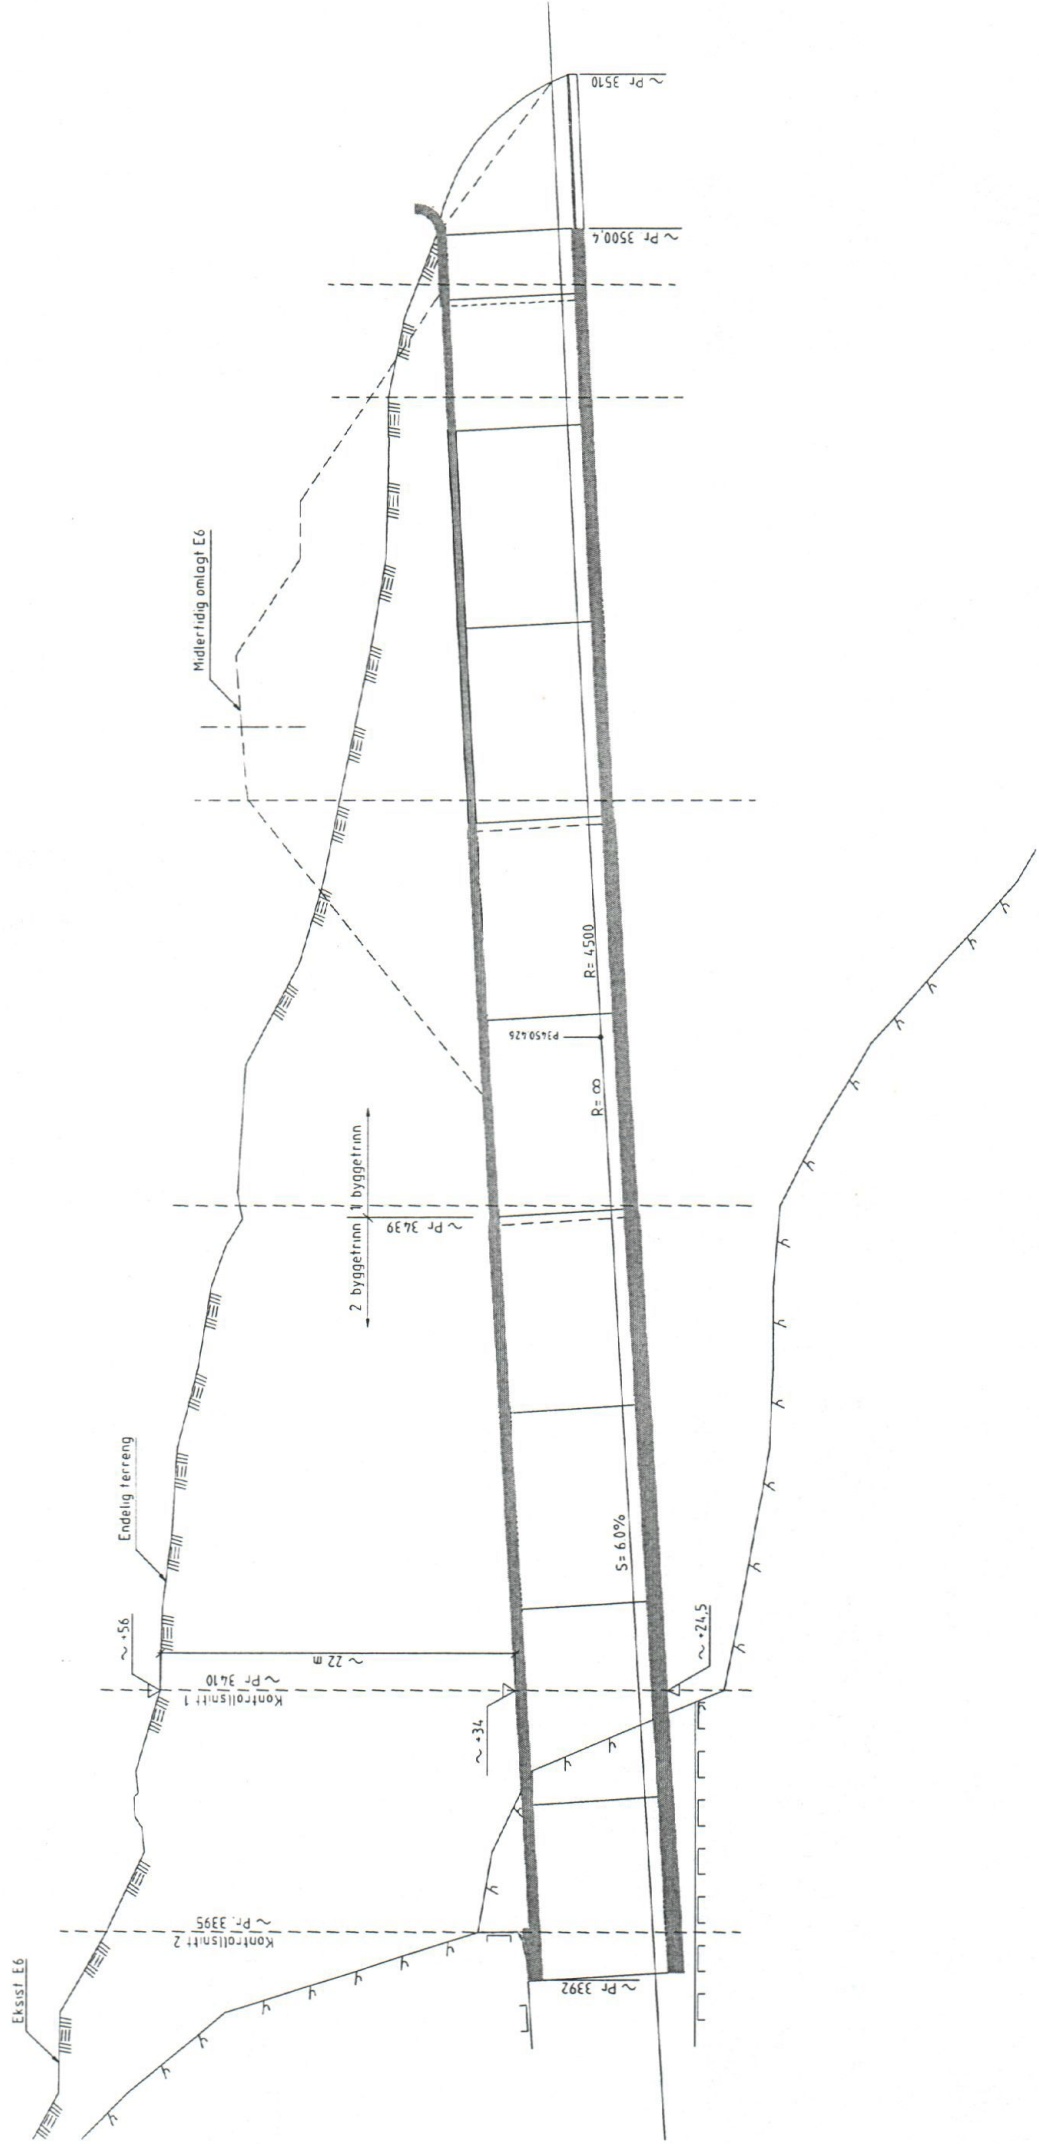 ~ Pr 3510
~ Pr 3500,4
Midlertidig omlagt E6
R= 4500
P3450.426
R= ∞
1 byggetrinn
2 byggetrinn
~ Pr 3439
Endelig terreng
S= 6.0%
~ +56
~ 22 m
~ Pr 3410
Kontrollsnitt 1
~ +24,5
~ +34
~ Pr. 3395
Kontrollsnitt 2
Eksist E6
~ Pr 3392